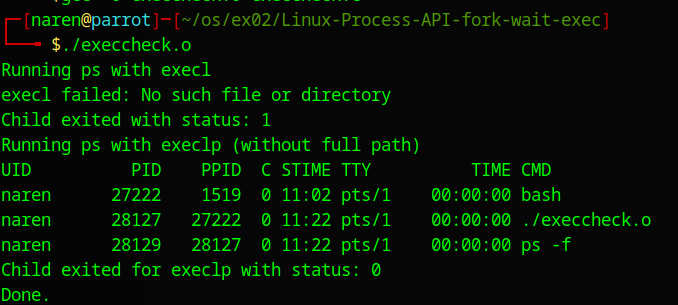 ┌─[naren@parrot]─[~/os/ex02/Linux-Process-API-fork-wait-exec]
└──╼ $./execcheck.o
Running ps with execl
execl failed: No such file or directory
Child exited with status: 1
Running ps with execlp (without full path)
UID          PID    PPID  C STIME TTY          TIME CMD
naren      27222    1519  0 11:02 pts/1    00:00:00 bash
naren      28127   27222  0 11:22 pts/1    00:00:00 ./execcheck.o
naren      28129   28127  0 11:22 pts/1    00:00:00 ps -f
Child exited for execlp with status: 0
Done.